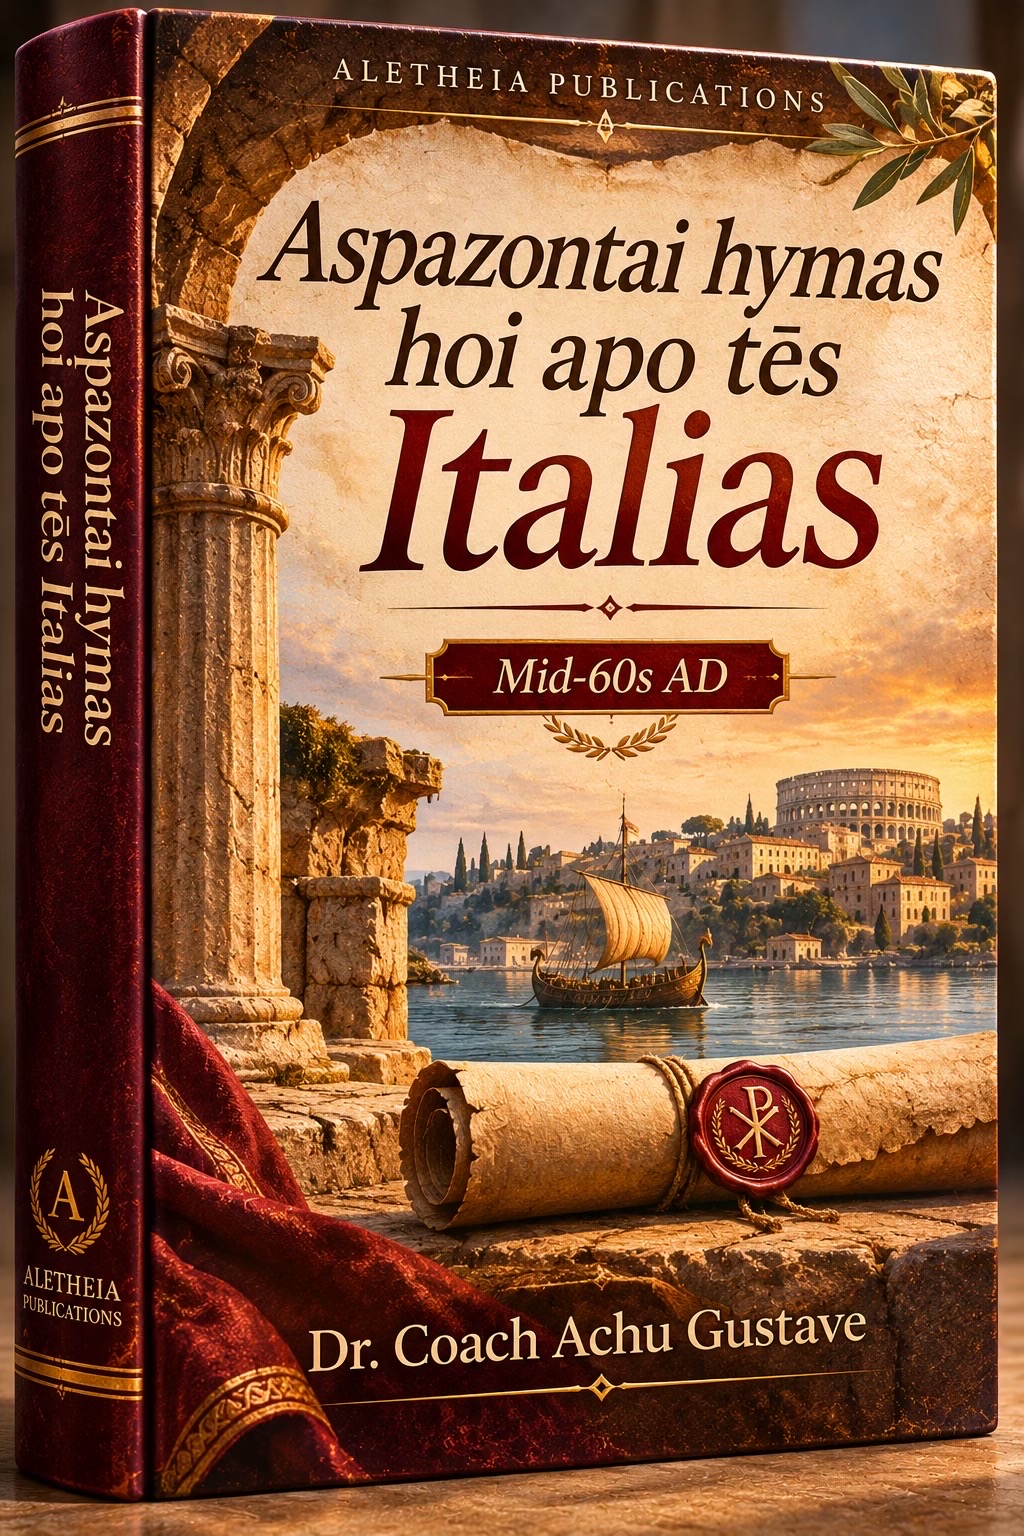 ALETHEIA PUBLICATIONS
Aspazontai hymas
hoi apo tēs
Italias
Mid-60s AD
Dr. Coach Achu Gustave
Aspazontai hymas
hoi apo tēs Italias
A
ALETHEIA
PUBLICATIONS